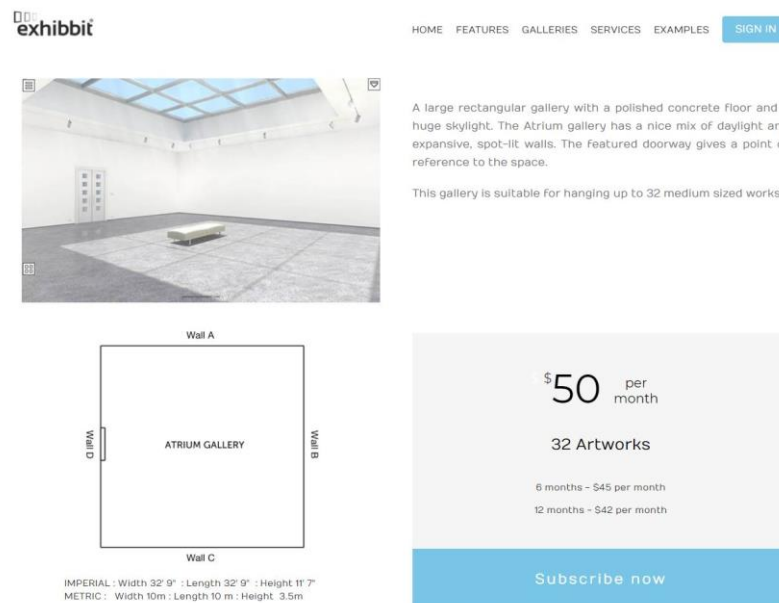 exhibbit
HOME FEATURES GALLERIES SERVICES EXAMPLES SIGN IN
A large rectangular gallery with a polished concrete floor and
huge skylight. The Atrium gallery has a nice mix of daylight
expansive, spot-lit walls. The featured doorway gives a point
reference to the space.
This gallery is suitable for hanging up to 32 medium sized works
Wall A
Wall D
ATRIUM GALLERY
Wall B
Wall C
IMPERIAL : Width 32' 9" : Length 32' 9" : Height 11' 7"
METRIC : Width 10m : Length 10 m : Height 3.5m
$50 per month
32 Artworks
6 months - $45 per month
12 months - $42 per month
Subscribe now